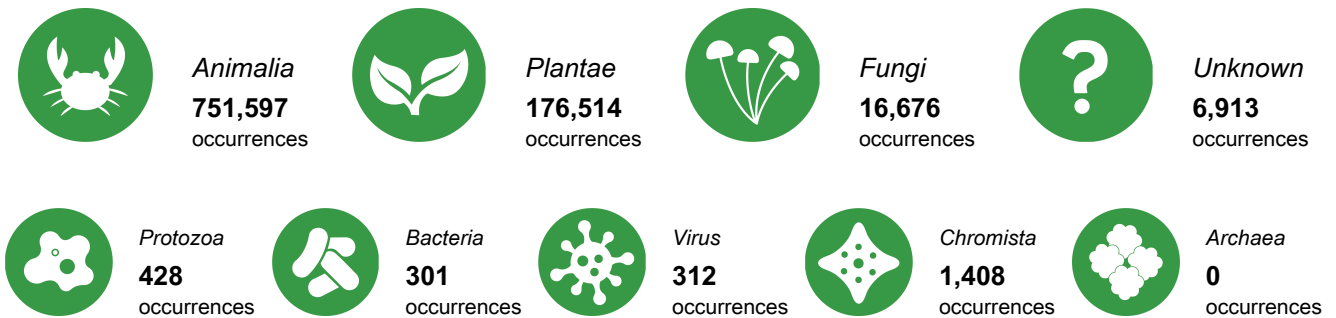 Animalia
751,597
occurrences
Plantae
176,514
occurrences
Fungi
16,676
occurrences
?
Unknown
6,913
occurrences
Protozoa
428
occurrences
Bacteria
301
occurrences
Virus
312
occurrences
Chromista
1,408
occurrences
Archaea
0
occurrences